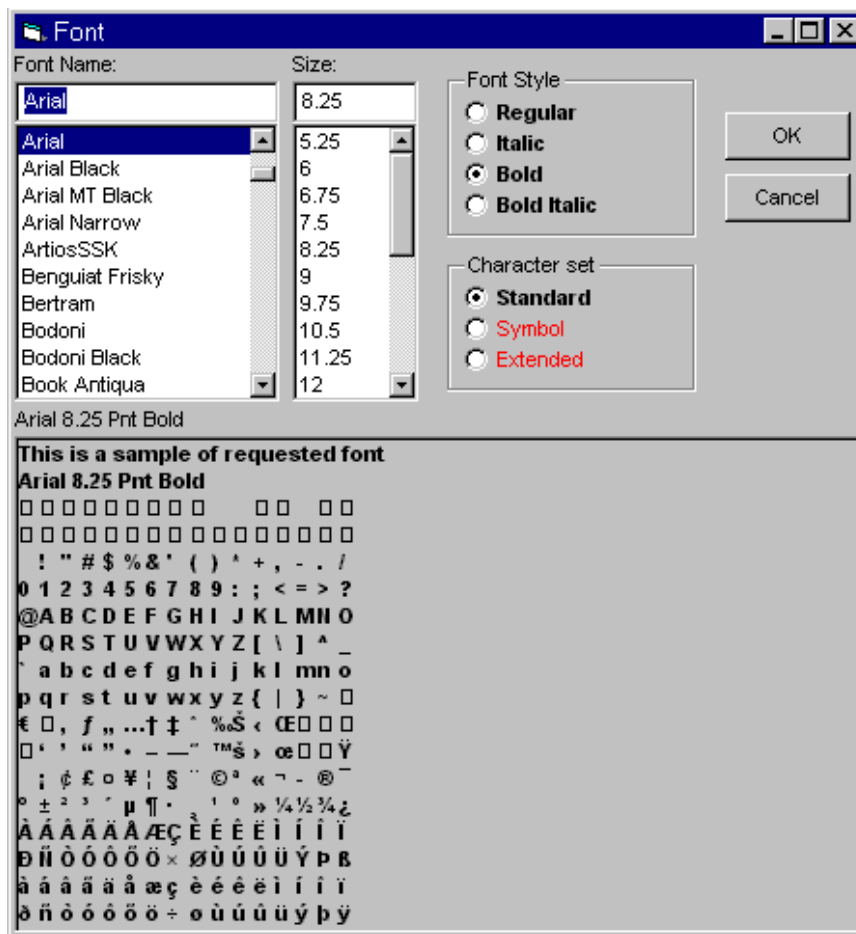 Font
Font Name:
Arial
Arial
Arial Black
Arial MT Black
Arial Narrow
ArtiosSSK
Benguiat Frisky
Bertram
Bodoni
Bodoni Black
Book Antiqua
Size:
8.25
5.25
6
6.75
7.5
8.25
9
9.75
10.5
11.25
12
Font Style
Regular
Italic
Bold
Bold Italic
Character set
Standard
Symbol
Extended
OK
Cancel
Arial 8.25 Pnt Bold
This is a sample of requested font
Arial 8.25 Pnt Bold
□ □ □ □ □ □ □ □ □ □ □ □ □
□ □ □ □ □ □ □ □ □ □ □ □ □ □ □ □
! " # $ % & ' ( ) * + , - . /
0 1 2 3 4 5 6 7 8 9 : ; < = > ?
@ A B C D E F G H I J K L M N O
P Q R S T U V W X Y Z [ \ ] ^ _
` a b c d e f g h i j k l m n o
p q r s t u v w x y z { | } ~ □
€ □ ‚ ƒ „ … † ‡ ˆ ‰ Š ‹ Œ □ □ □
□ ‘ ’ “ ” • – — ˜ ™ š › œ □ □ Ÿ
¡ ¢ £ ¤ ¥ ¦ § ¨ © ª « ¬ - ® ¯
° ± ² ³ ´ µ ¶ · ¸ ¹ º » ¼ ½ ¾ ¿
À Á Â Ã Ä Å Æ Ç È É Ê Ë Ì Í Î Ï
Ð Ñ Ò Ó Ô Õ Ö × Ø Ù Ú Û Ü Ý Þ ß
à á â ã ä å æ ç è é ê ë ì í î ï
ð ñ ò ó ô õ ö ÷ ø ù ú û ü ý þ ÿ